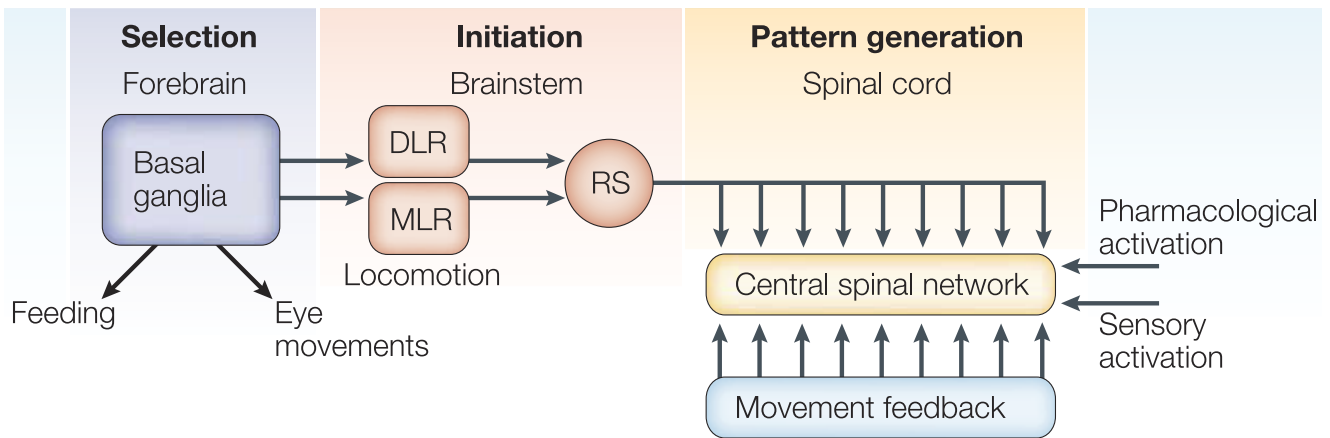 Selection
Forebrain
Initiation
Brainstem
Pattern generation
Spinal cord
Basal
ganglia
DLR
MLR
Locomotion
RS
Feeding
Eye
movements
Central spinal network
Movement feedback
Pharmacological
activation
Sensory
activation